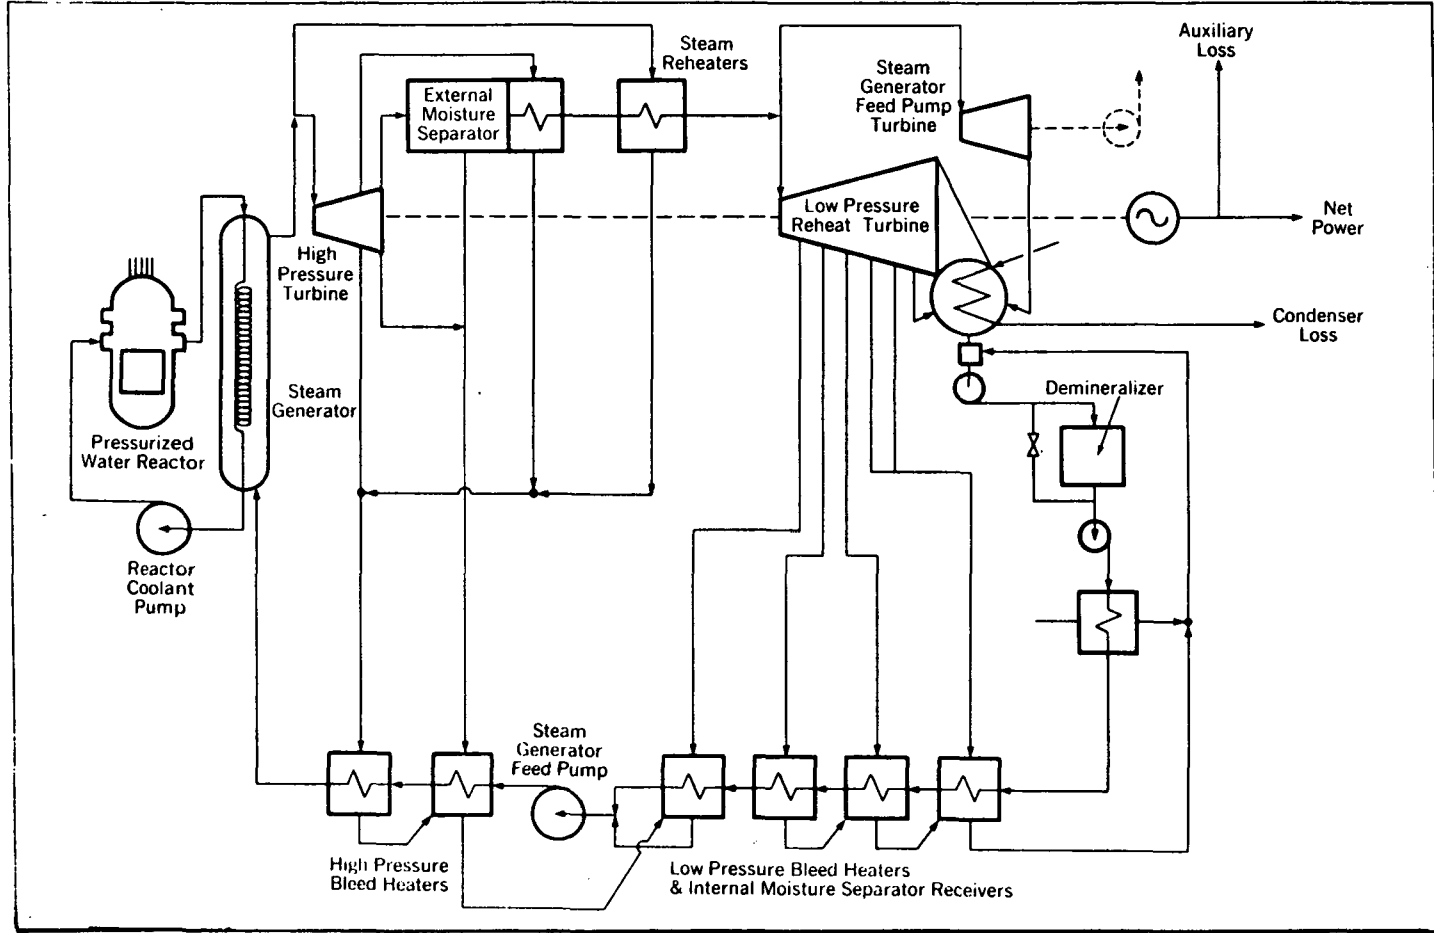 Auxiliary
Loss
Steam
Reheaters
Steam
Generator
Feed Pump
Turbine
External
Moisture
Separator
Low Pressure
Reheat Turbine
Net
Power
High
Pressure
Turbine
Condenser
Loss
Steam
Generator
Demineralizer
Pressurized
Water Reactor
Reactor
Coolant
Pump
Steam
Generator
Feed Pump
High Pressure
Bleed Heaters
Low Pressure Bleed Heaters
& Internal Moisture Separator Receivers